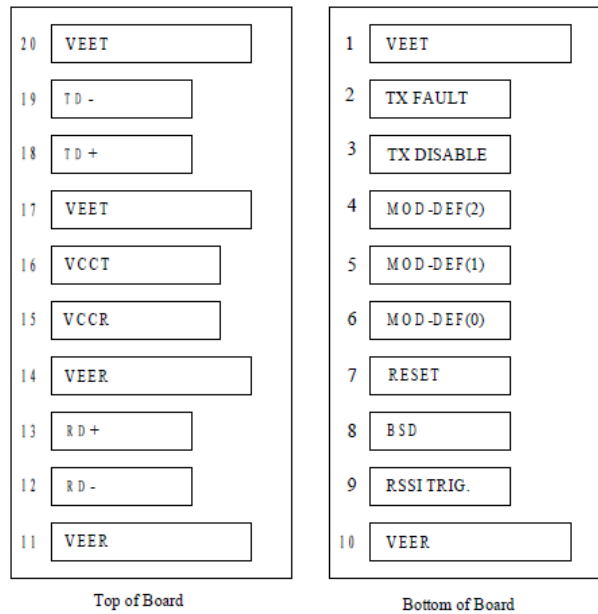 20 VEET
19 TD-
18 TD+
17 VEET
16 VCCT
15 VCCR
14 VEER
13 RD+
12 RD-
11 VEER
Top of Board
1 VEET
2 TX FAULT
3 TX DISABLE
4 MOD-DEF(2)
5 MOD-DEF(1)
6 MOD-DEF(0)
7 RESET
8 BSD
9 RSSI TRIG.
10 VEER
Bottom of Board